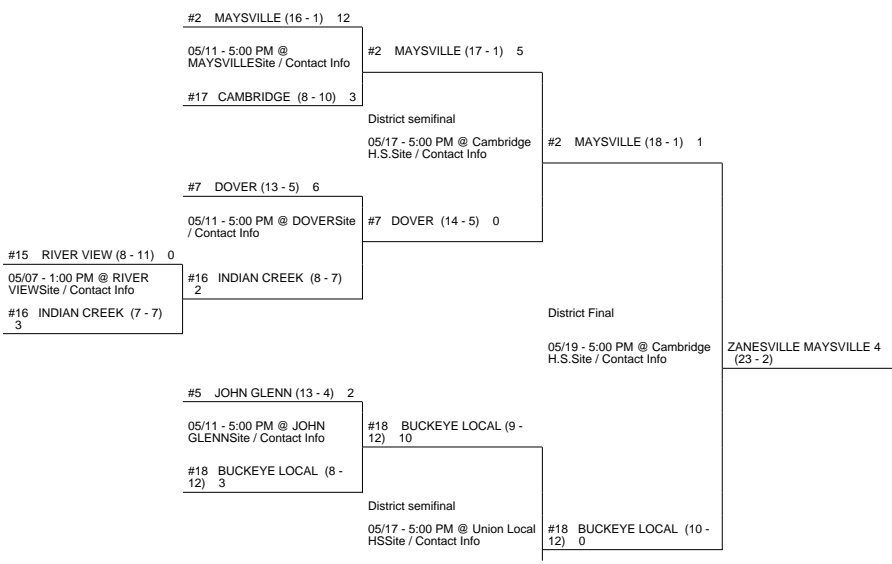 #2 MAYSVILLE (16 - 1) 12
05/11 - 5:00 PM @
MAYSVILLESite / Contact Info
#17 CAMBRIDGE (8 - 10) 3
#2 MAYSVILLE (17 - 1) 5
District semifinal
05/17 - 5:00 PM @ Cambridge
H.S.Site / Contact Info
#2 MAYSVILLE (18 - 1) 1
#7 DOVER (13 - 5) 6
05/11 - 5:00 PM @ DOVERSite
/ Contact Info
#7 DOVER (14 - 5) 0
#15 RIVER VIEW (8 - 11) 0
05/07 - 1:00 PM @ RIVER
VIEWSite / Contact Info
#16 INDIAN CREEK (7 - 7)
3
#16 INDIAN CREEK (8 - 7)
2
District Final
05/19 - 5:00 PM @ Cambridge
H.S.Site / Contact Info
ZANESVILLE MAYSVILLE 4
(23 - 2)
#5 JOHN GLENN (13 - 4) 2
05/11 - 5:00 PM @ JOHN
GLENNSite / Contact Info
#18 BUCKEYE LOCAL (8 -
12) 3
#18 BUCKEYE LOCAL (9 -
12) 10
District semifinal
05/17 - 5:00 PM @ Union Local
HSSite / Contact Info
#18 BUCKEYE LOCAL (10 -
12) 0